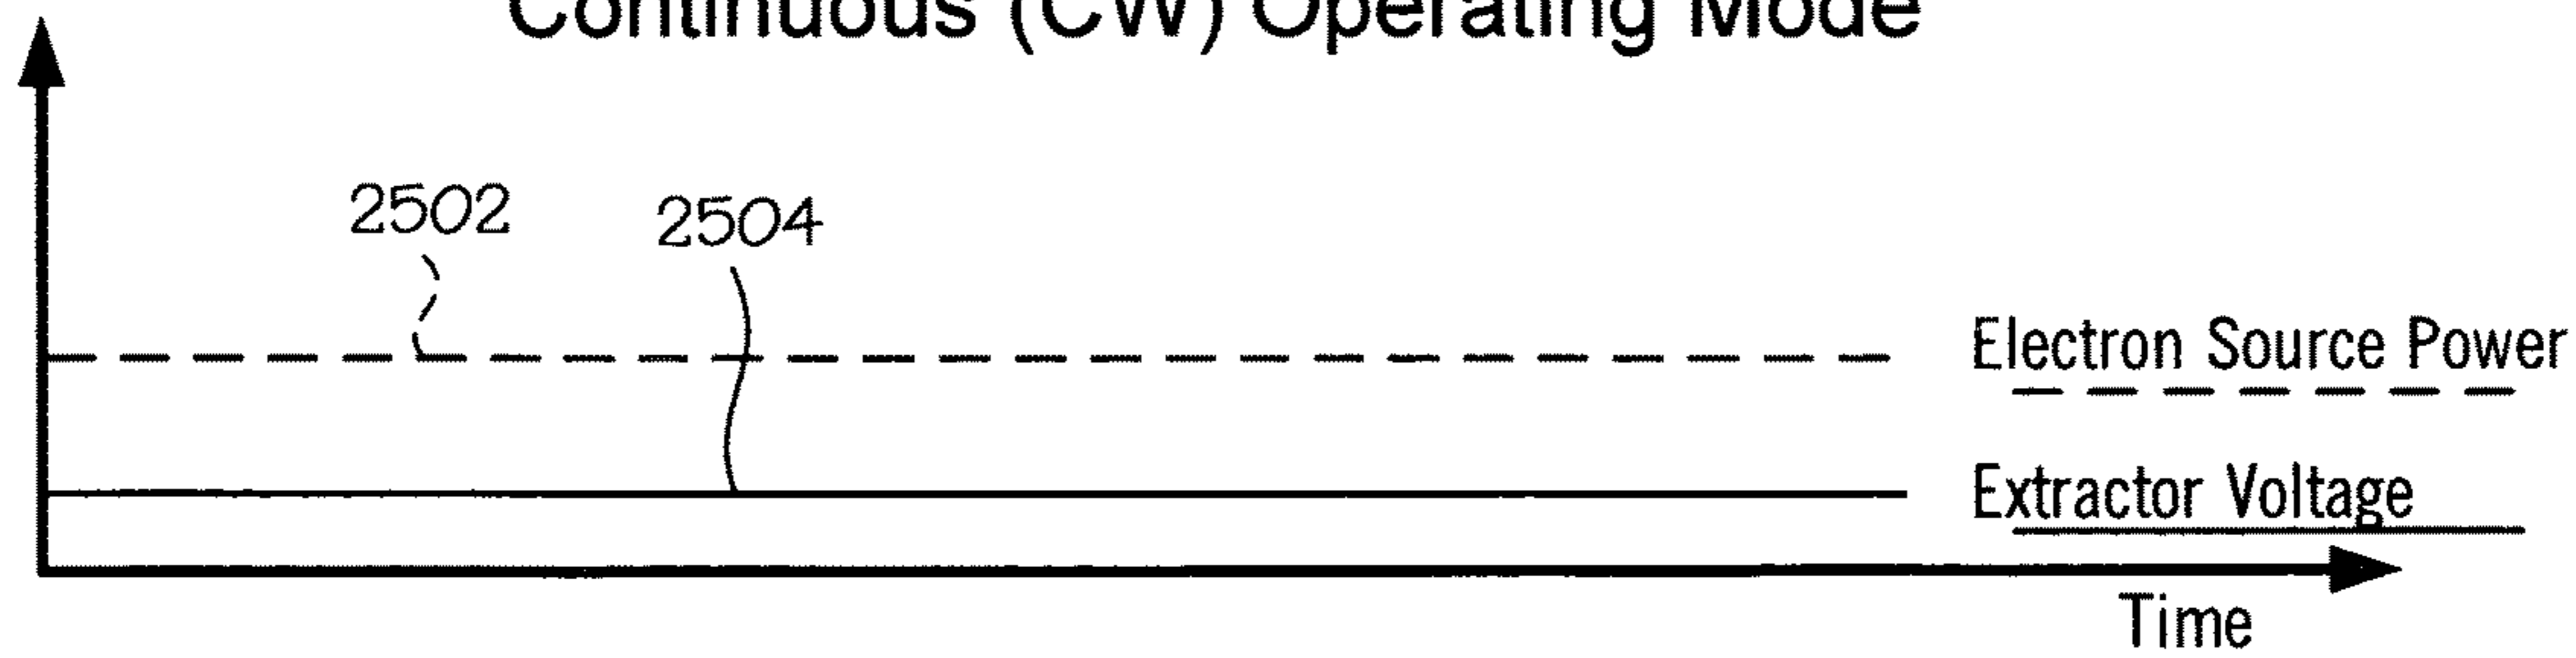 Continuous (CW) Operating Mode
2502
2504
Electron Source Power
Extractor Voltage
Time